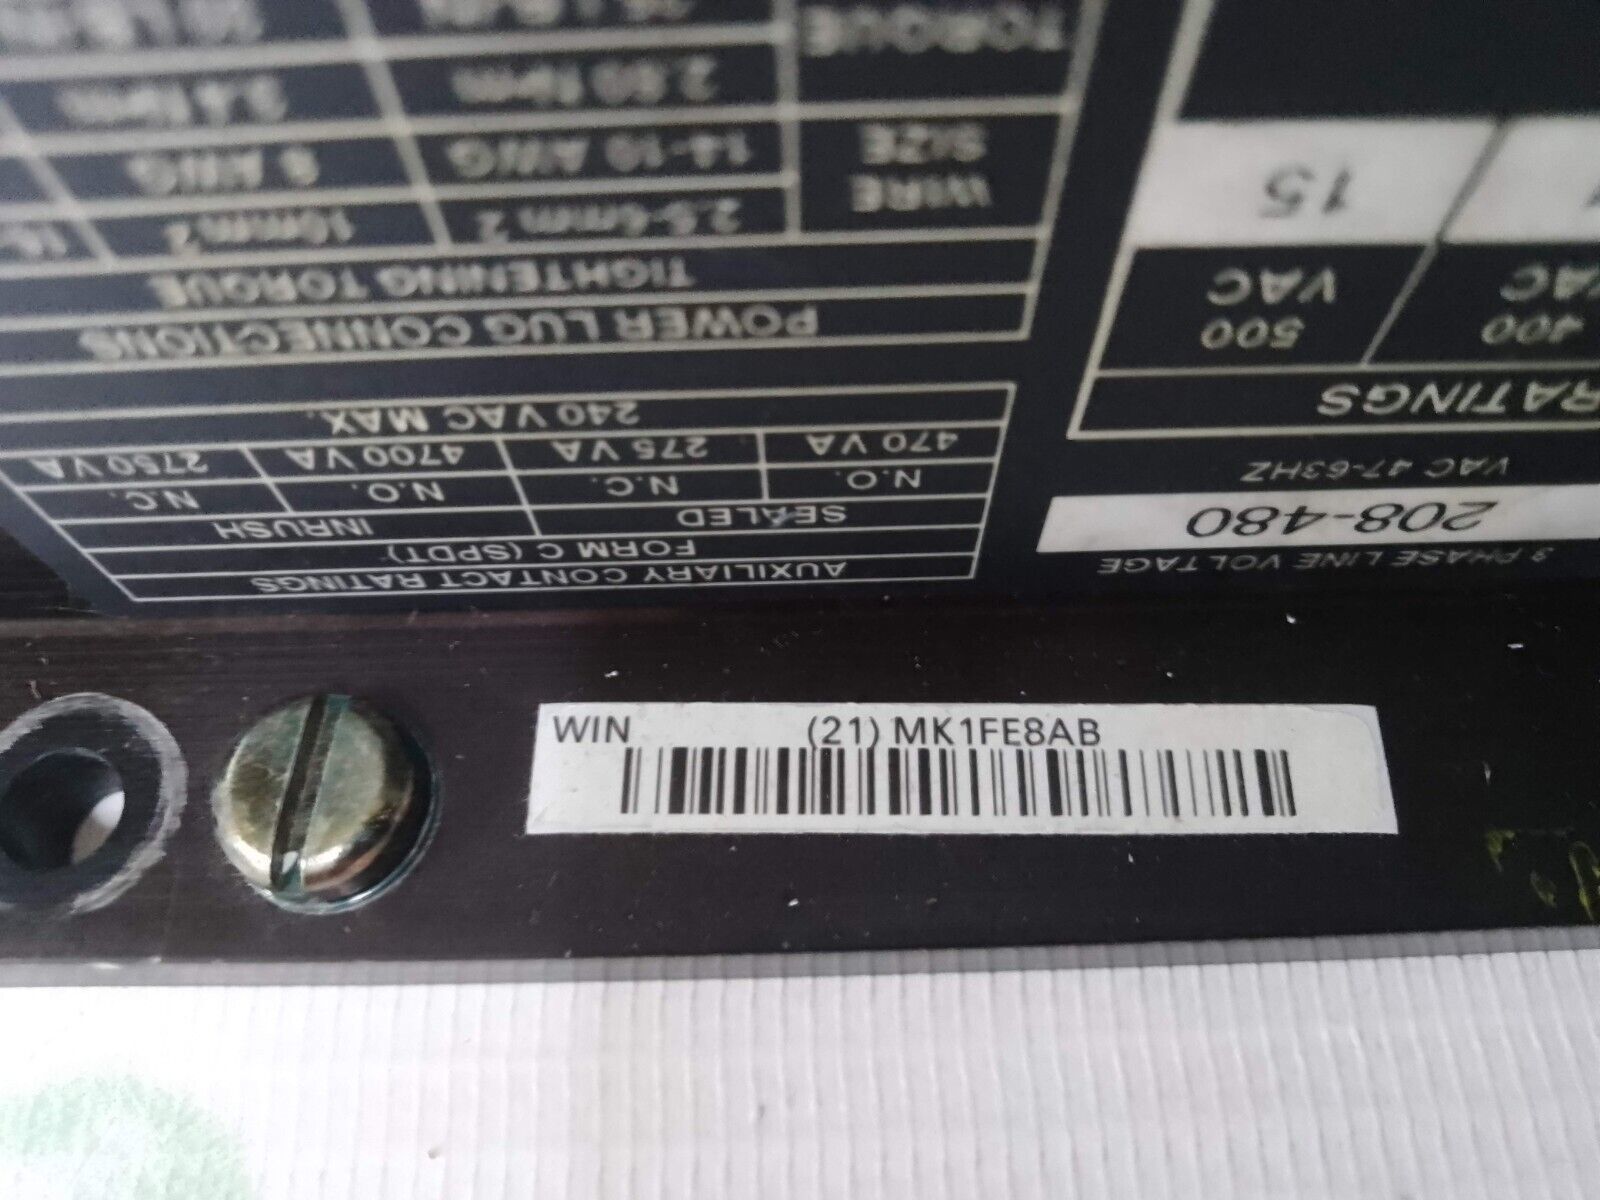 3 PHASE LINE VOLTAGE
208-480
VAC 47-63HZ
RATINGS
400 500
VAC VAC
15
AUXILIARY CONTACT RATINGS
FORM C (SPDT)
SEALED INRUSH
N.O. N.C. N.O. N.C.
470 VA 275 VA 4700 VA 2750 VA
240 VAC MAX.
POWER LUG CONNECTIONS
TIGHTENING TORQUE
WIRE SIZE
2.5-6mm 2 16mm 2
14-10 AWG 6 AWG
TORQUE
WIN (21) MK1FE8AB